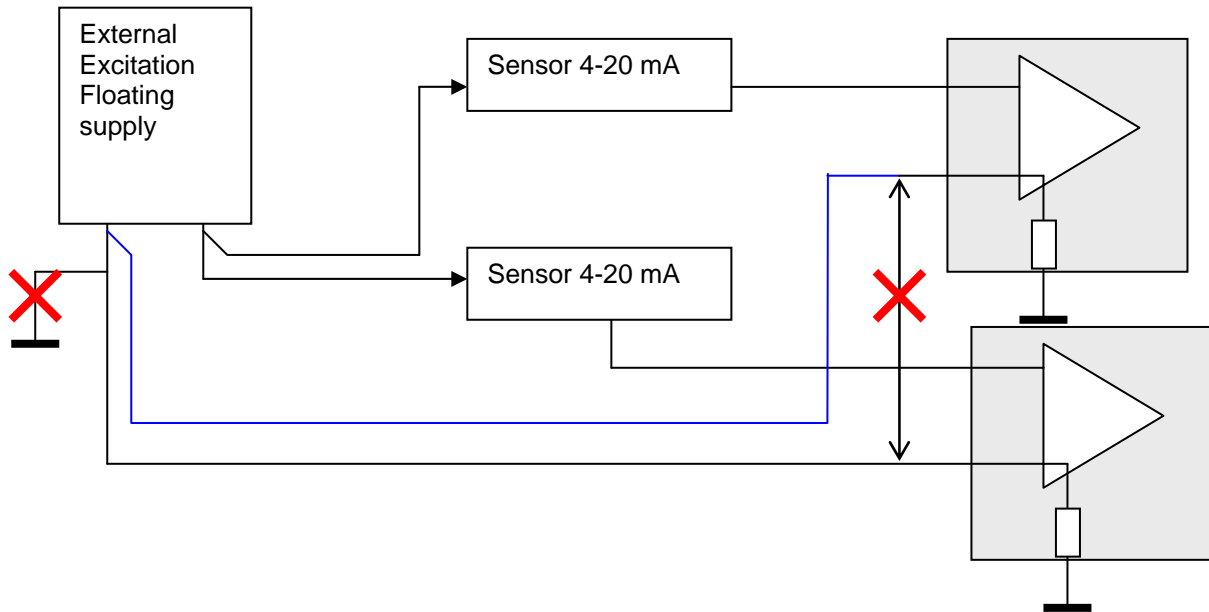 External
Excitation
Floating
supply
Sensor 4-20 mA
Sensor 4-20 mA